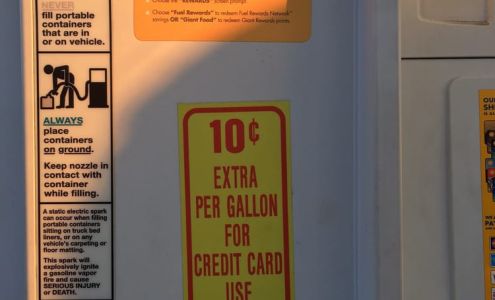 NEVER
fill portable
containers
that are in
or on vehicle.
ALWAYS
place
containers
on ground.
Keep nozzle in
contact with
container
while filling.
A static electric spark
can occur when filling
portable containers
sitting on truck bed
liners, or on any
vehicle's carpeting or
floor matting.
This spark will
explosively ignite
a gasoline vapor
fire and cause
SERIOUS INJURY
or DEATH.
Choose the "REWARDS" screen prompt
• Choose "Fuel Rewards" to redeem Fuel Rewards Network
savings OR "Giant Food" to redeem Giant Rewards points.
10¢
EXTRA
PER GALLON
FOR
CREDIT CARD
USE